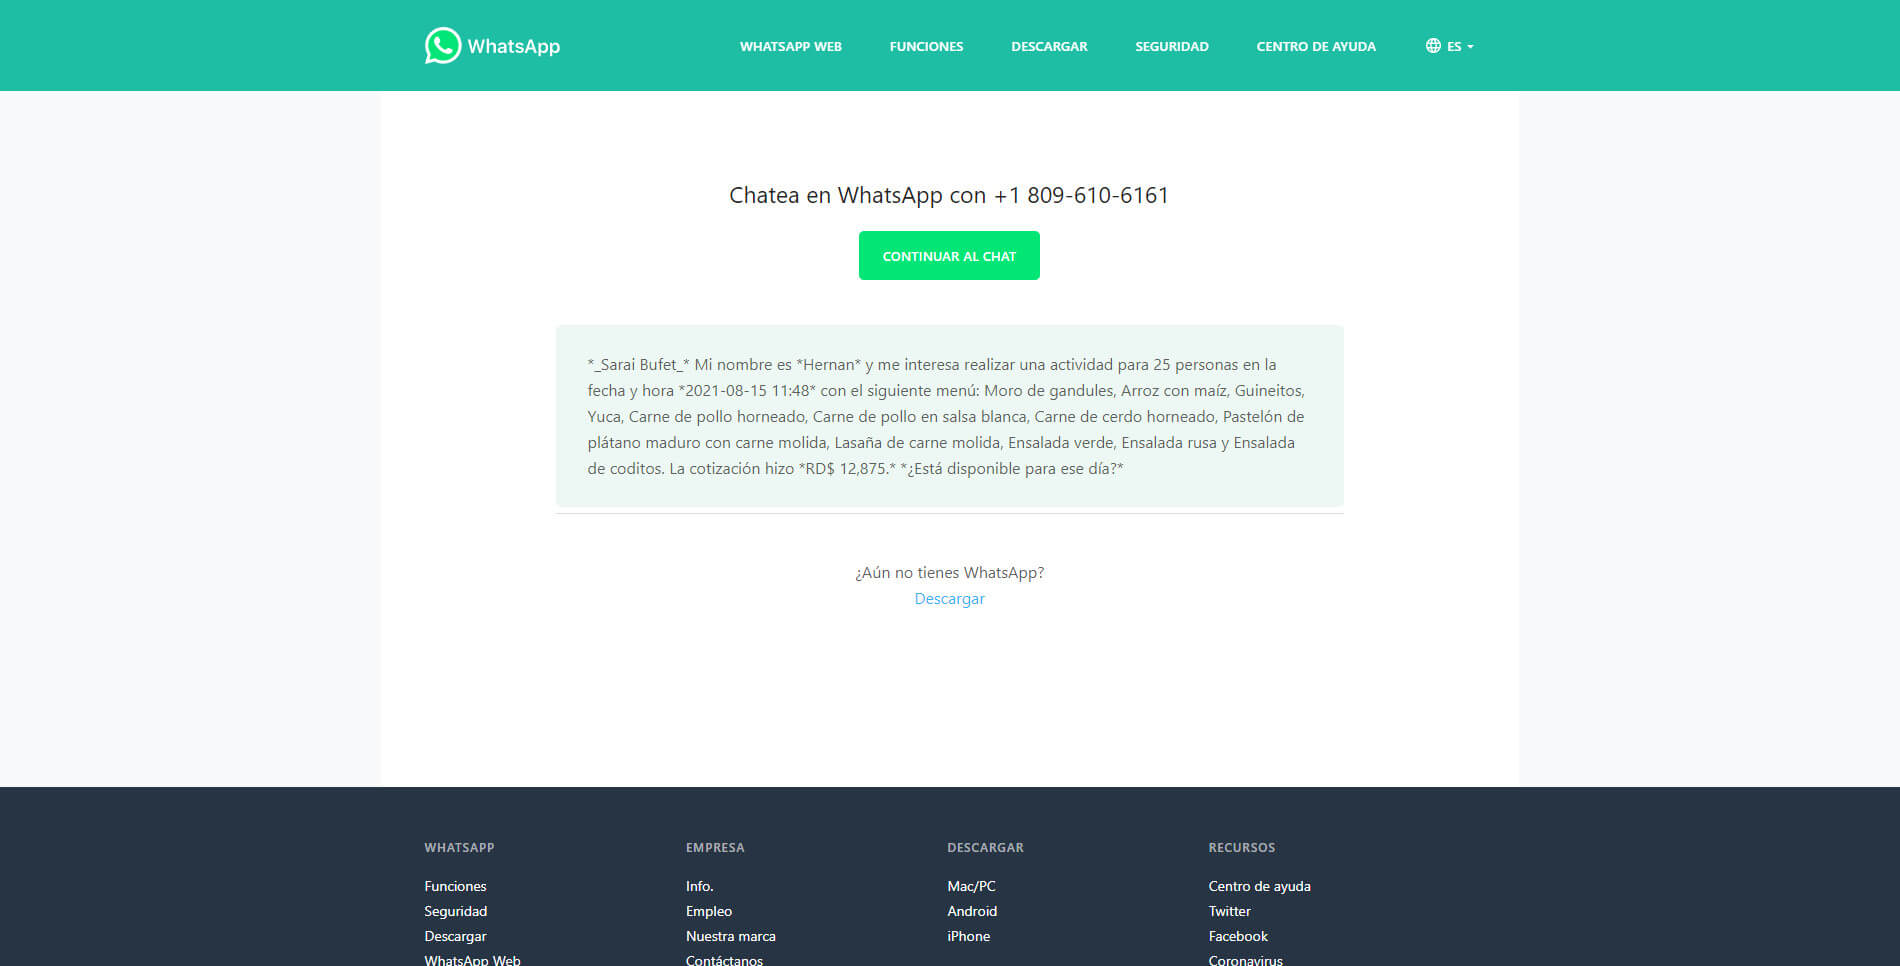 WhatsApp
WHATSAPP WEB
FUNCIONES
DESCARGAR
SEGURIDAD
CENTRO DE AYUDA
ES
Chatea en WhatsApp con +1 809-610-6161
CONTINUAR AL CHAT
*_Sarai Bufet_* Mi nombre es *Hernan* y me interesa realizar una actividad para 25 personas en la
fecha y hora *2021-08-15 11:48* con el siguiente menú: Moro de gandules, Arroz con maíz, Guineitos,
Yuca, Carne de pollo horneado, Carne de pollo en salsa blanca, Carne de cerdo horneado, Pastelón de
plátano maduro con carne molida, Lasaña de carne molida, Ensalada verde, Ensalada rusa y Ensalada
de coditos. La cotización hizo *RD$ 12,875.* *¿Está disponible para ese día?*
¿Aún no tienes WhatsApp?
Descargar
WHATSAPP
Funciones
Seguridad
Descargar
WhatsApp Web
EMPRESA
Info.
Empleo
Nuestra marca
Contáctanos
DESCARGAR
Mac/PC
Android
iPhone
RECURSOS
Centro de ayuda
Twitter
Facebook
Coronavirus